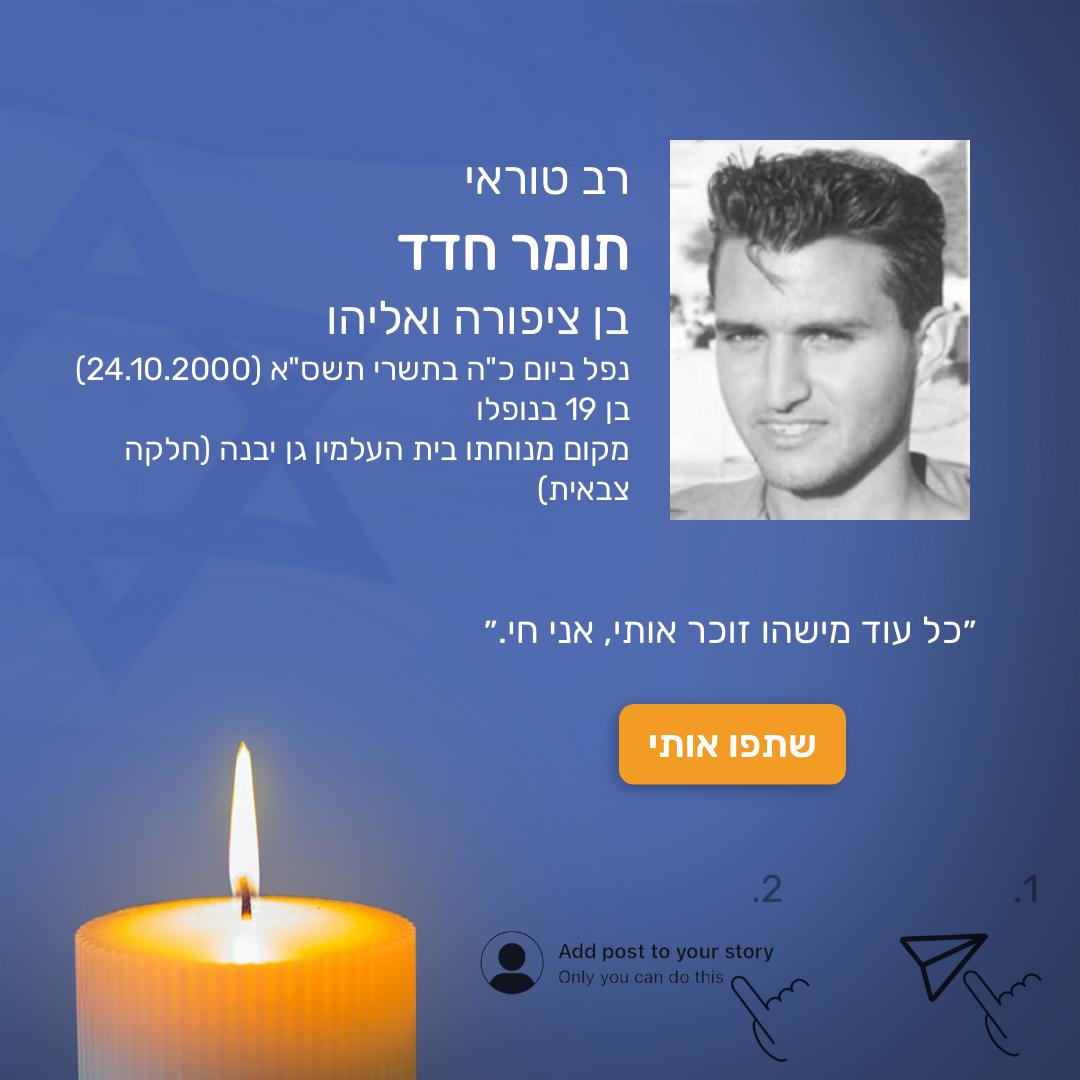 רב טוראי
תומר חדד
בן ציפורה ואליהו
נפל ביום כ"ה בתשרי תשס"א (24.10.2000)
בן 19 בנופלו
מקום מנוחתו בית העלמין גן יבנה (חלקה
צבאית)
״כל עוד מישהו זוכר אותי, אני חי.״
שתפו אותי
1.
2.
Add post to your story
Only you can do this